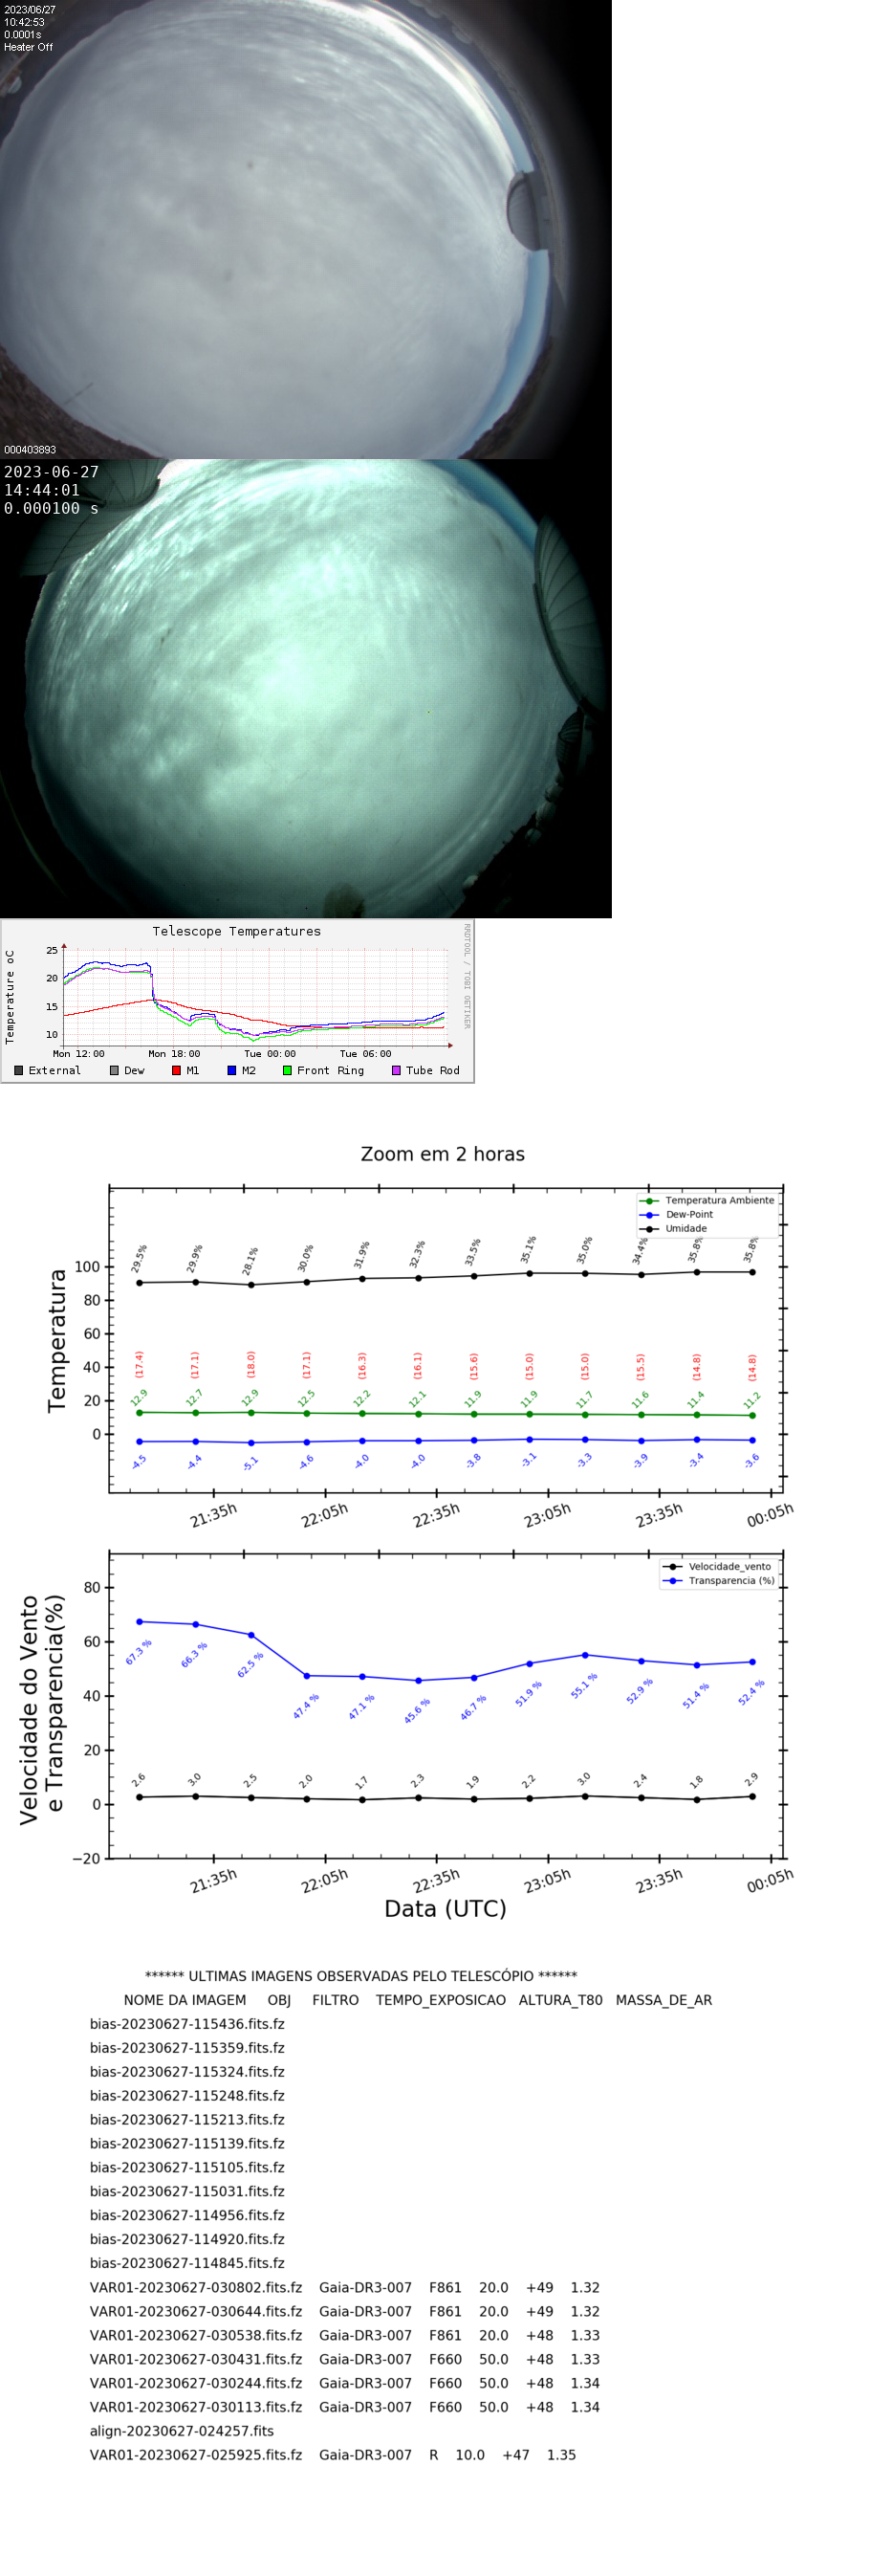 2023/06/27
10:42:53
0.0001s
Heater Off
000403893
2023-06-27
14:44:01
0.000100 s
Telescope Temperatures
Temperature oC
RRDTOOL / TOBI OETIKER
25
20
15
10
Mon 12:00 Mon 18:00 Tue 00:00 Tue 06:00
External Dew M1 M2 Front Ring Tube Rod
Zoom em 2 horas
Temperatura Ambiente
Dew-Point
Umidade
Temperatura
29.5% 29.9% 28.1% 30.0% 31.9% 32.3% 33.5% 35.1% 35.0% 34.4% 35.8% 35.8%
100
80
60
40
20
0
(17.4) (17.1) (18.0) (17.1) (16.3) (16.1) (15.6) (15.0) (15.0) (15.5) (14.8) (14.8)
12.9 12.7 12.9 12.5 12.2 12.1 11.9 11.9 11.7 11.6 11.4 11.2
-4.5 -4.4 -5.1 -4.6 -4.0 -4.0 -3.8 -3.1 -3.3 -3.9 -3.4 -3.6
21:35h 22:05h 22:35h 23:05h 23:35h 00:05h
Velocidade_vento
Transparencia (%)
Velocidade do Vento
e Transparencia(%)
80
60
40
20
0
−20
67.3 % 66.3 % 62.5 % 47.4 % 47.1 % 45.6 % 46.7 % 51.9 % 55.1 % 52.9 % 51.4 % 52.4 %
2.6 3.0 2.5 2.0 1.7 2.3 1.9 2.2 3.0 2.4 1.8 2.9
21:35h 22:05h 22:35h 23:05h 23:35h 00:05h
Data (UTC)
****** ULTIMAS IMAGENS OBSERVADAS PELO TELESCÓPIO ******
NOME DA IMAGEM OBJ FILTRO TEMPO_EXPOSICAO ALTURA_T80 MASSA_DE_AR
bias-20230627-115436.fits.fz
bias-20230627-115359.fits.fz
bias-20230627-115324.fits.fz
bias-20230627-115248.fits.fz
bias-20230627-115213.fits.fz
bias-20230627-115139.fits.fz
bias-20230627-115105.fits.fz
bias-20230627-115031.fits.fz
bias-20230627-114956.fits.fz
bias-20230627-114920.fits.fz
bias-20230627-114845.fits.fz
VAR01-20230627-030802.fits.fz Gaia-DR3-007 F861 20.0 +49 1.32
VAR01-20230627-030644.fits.fz Gaia-DR3-007 F861 20.0 +49 1.32
VAR01-20230627-030538.fits.fz Gaia-DR3-007 F861 20.0 +48 1.33
VAR01-20230627-030431.fits.fz Gaia-DR3-007 F660 50.0 +48 1.33
VAR01-20230627-030244.fits.fz Gaia-DR3-007 F660 50.0 +48 1.34
VAR01-20230627-030113.fits.fz Gaia-DR3-007 F660 50.0 +48 1.34
align-20230627-024257.fits
VAR01-20230627-025925.fits.fz Gaia-DR3-007 R 10.0 +47 1.35